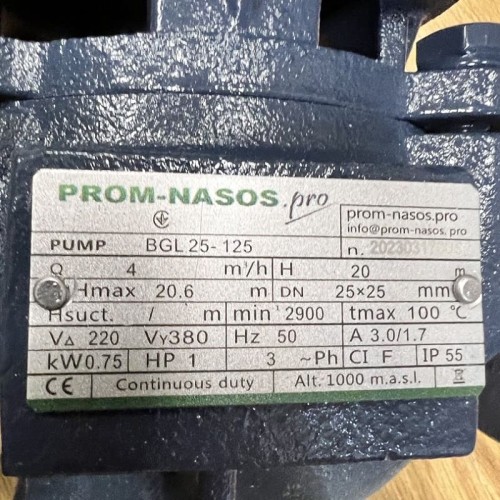 PROM-NASOS.pro
prom-nasos.pro
info@prom-nasos.pro
PUMP BGL 25-125 n. 202303
Q 4 m³/h H 20 m
Hmax 20.6 m DN 25×25 mm
Hsuct. / m min⁻¹ 2900 tmax 100 °C
V∆ 220 VY380 Hz 50 A 3.0/1.7
kW0.75 HP 1 3 ~Ph CI F IP 55
CE Continuous duty Alt. 1000 m.a.s.l.